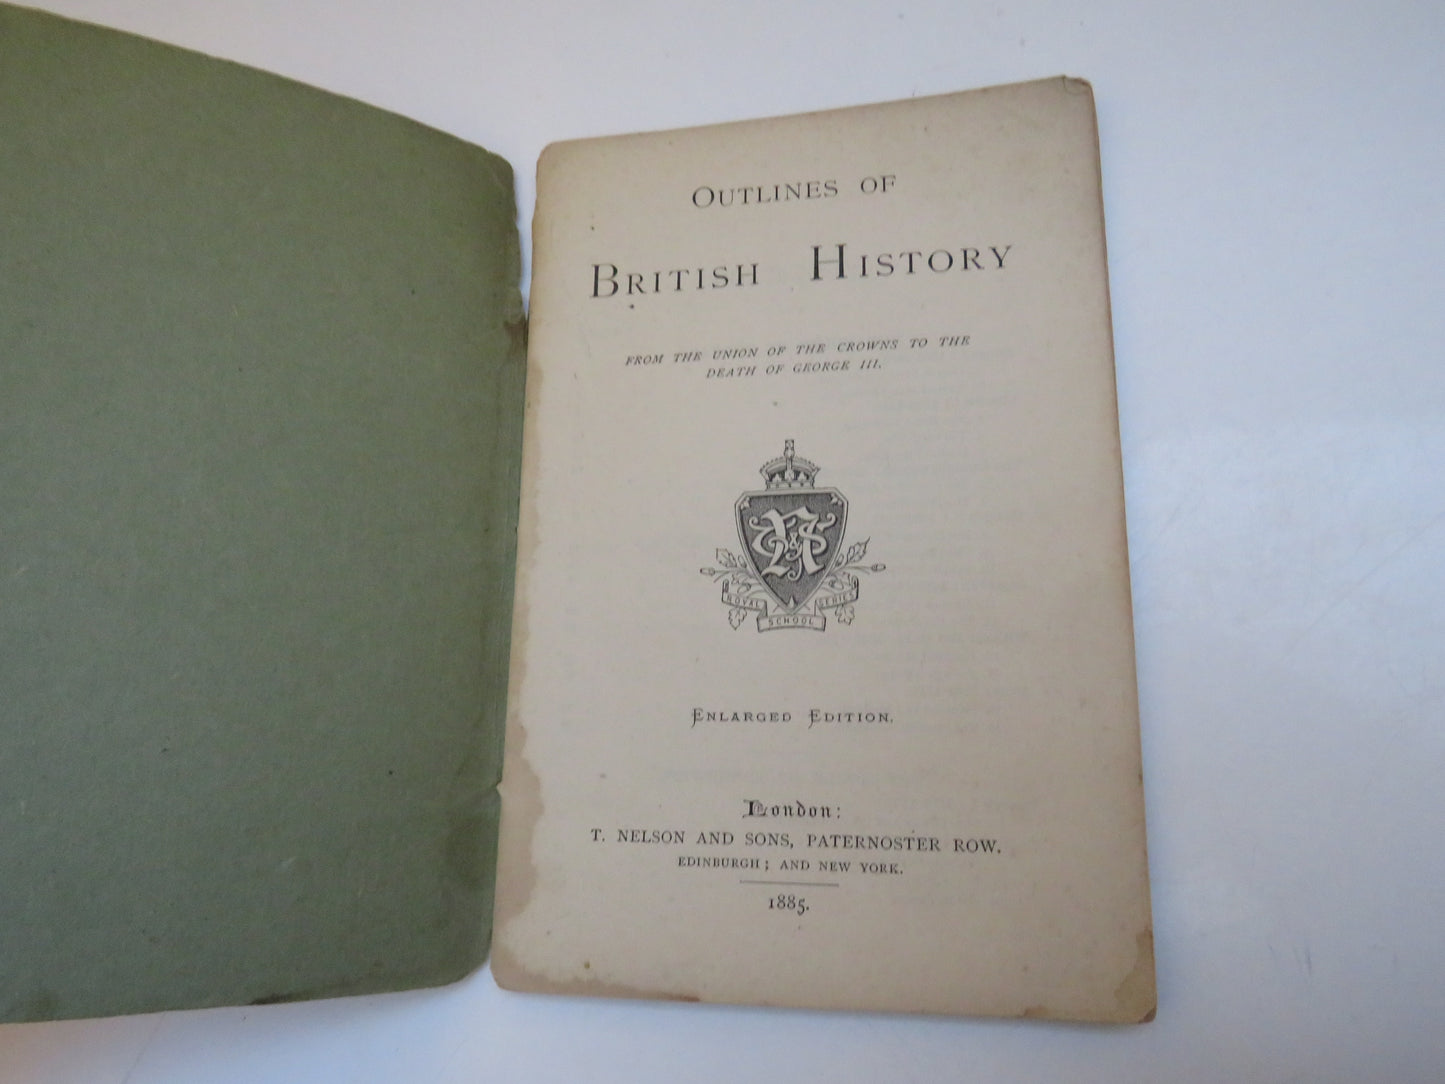 OUTLINES OF
BRITISH HISTORY
FROM THE UNION OF THE CROWNS TO THE
DEATH OF GEORGE III.
ROYAL SCHOOL SERIES
ENLARGED EDITION.
London:
T. NELSON AND SONS, PATERNOSTER ROW.
EDINBURGH; AND NEW YORK.
1885.